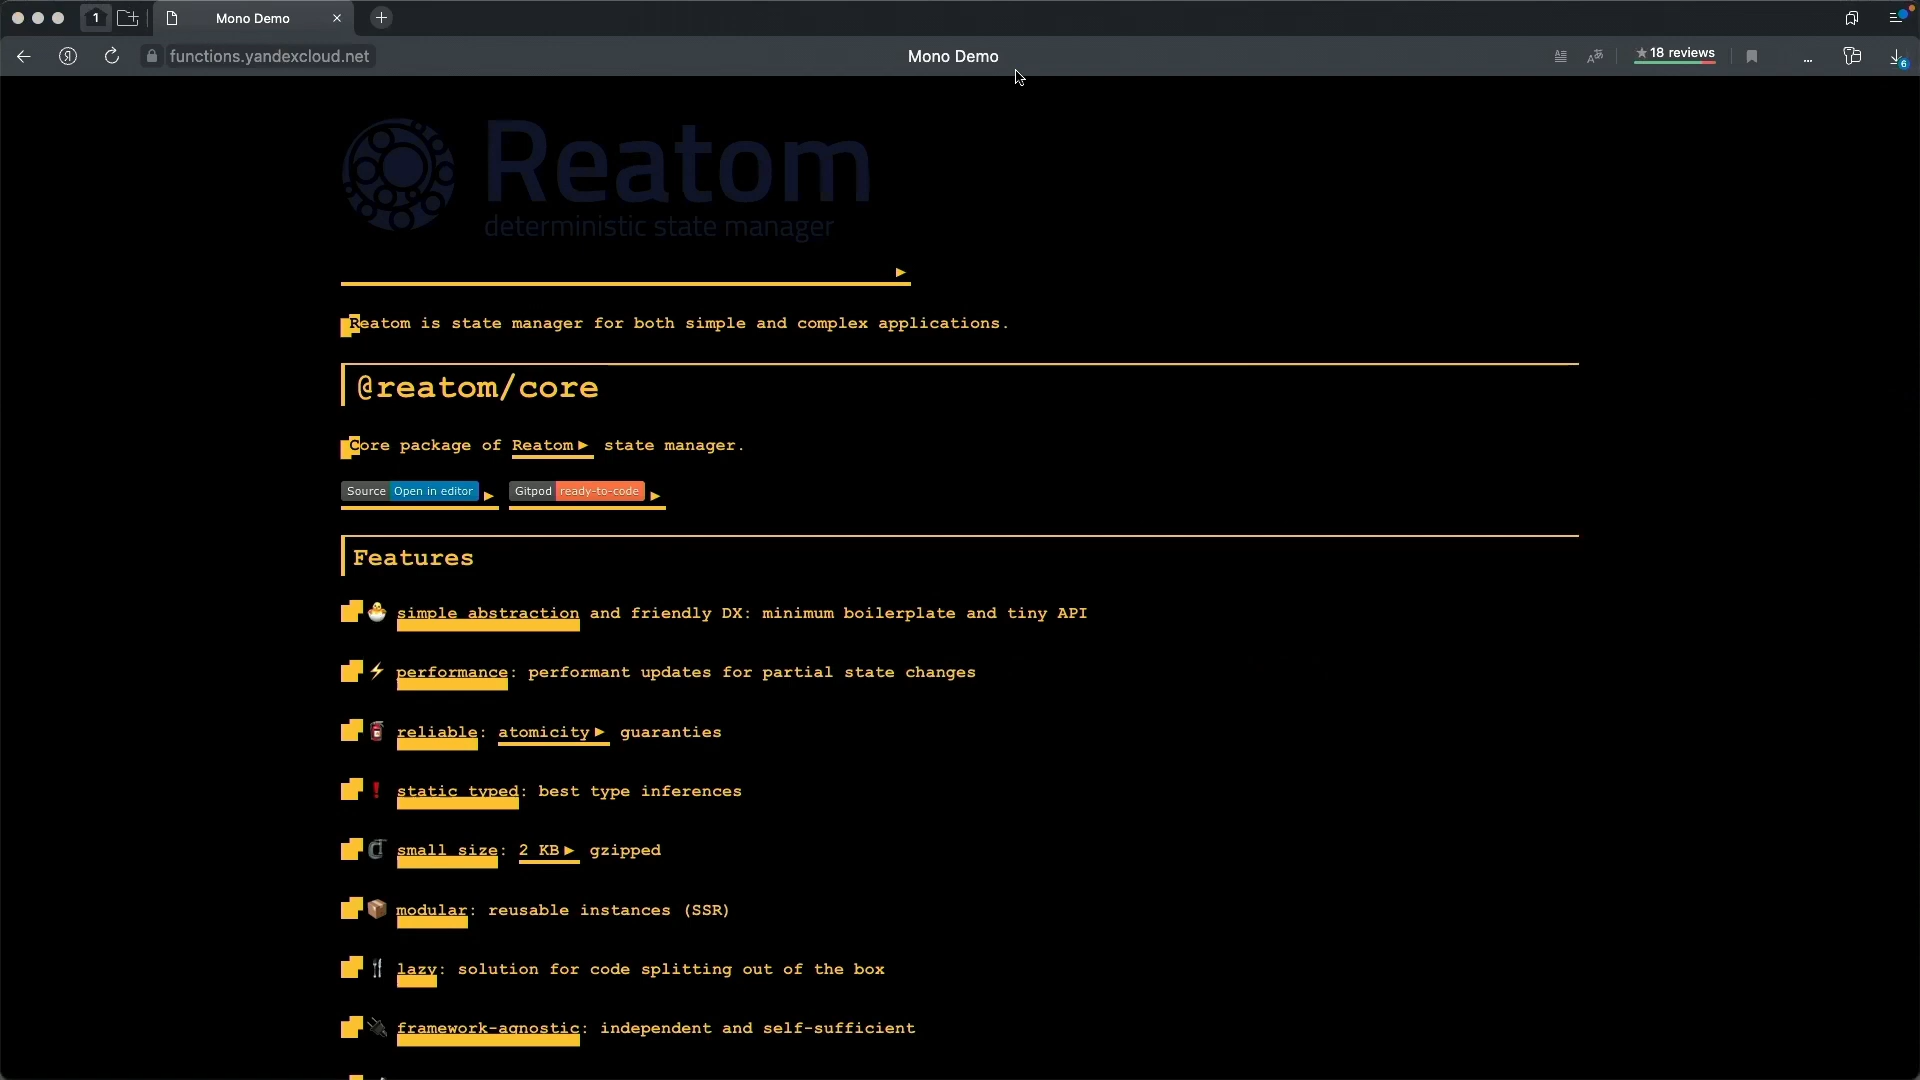 1
Mono Demo
functions.yandexcloud.net
Mono Demo
★18 reviews
...
6
Reatom
deterministic state manager
Reatom is state manager for both simple and complex applications.
@reatom/core
Core package of Reatom► state manager.
Source Open in editor ► Gitpod ready-to-code ►
Features
simple abstraction and friendly DX: minimum boilerplate and tiny API
performance: performant updates for partial state changes
reliable: atomicity► guaranties
static typed: best type inferences
small size: 2 KB► gzipped
modular: reusable instances (SSR)
lazy: solution for code splitting out of the box
framework-agnostic: independent and self-sufficient